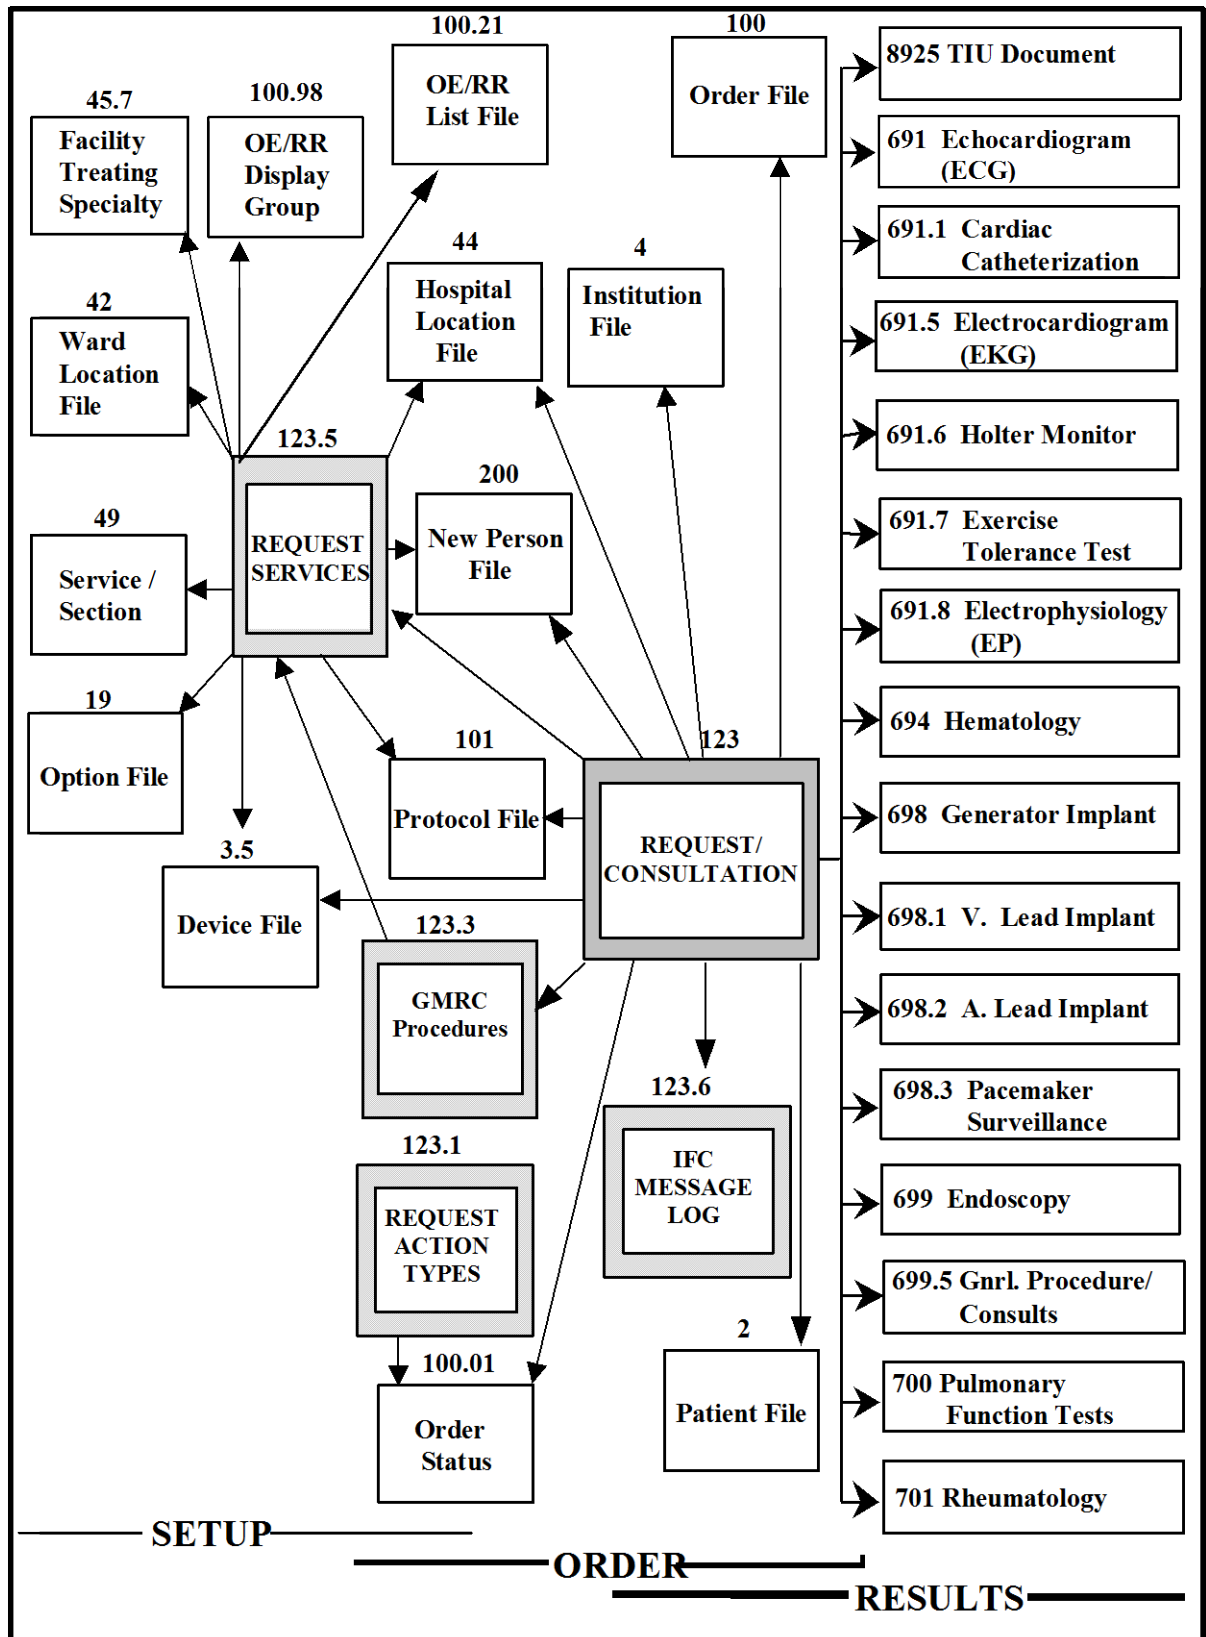 100.21
100
OE/RR
List File
Order File
8925 TIU Document
45.7
100.98
Facility
Treating
Specialty
OE/RR
Display
Group
691 Echocardiogram
(ECG)
44
4
691.1 Cardiac
Catheterization
Hospital
Location
File
Institution
File
42
Ward
Location
File
691.5 Electrocardiogram
(EKG)
123.5
691.6 Holter Monitor
200
REQUEST
SERVICES
New Person
File
49
Service /
Section
691.7 Exercise
Tolerance Test
691.8 Electrophysiology
(EP)
19
Option File
101
Protocol File
123
REQUEST/
CONSULTATION
694 Hematology
698 Generator Implant
3.5
Device File
123.3
GMRC
Procedures
698.1 V. Lead Implant
698.2 A. Lead Implant
123.6
IFC
MESSAGE
LOG
698.3 Pacemaker
Surveillance
123.1
REQUEST
ACTION
TYPES
699 Endoscopy
699.5 Gnrl. Procedure/
Consults
100.01
Order
Status
2
Patient File
700 Pulmonary
Function Tests
701 Rheumatology
SETUP
ORDER
RESULTS